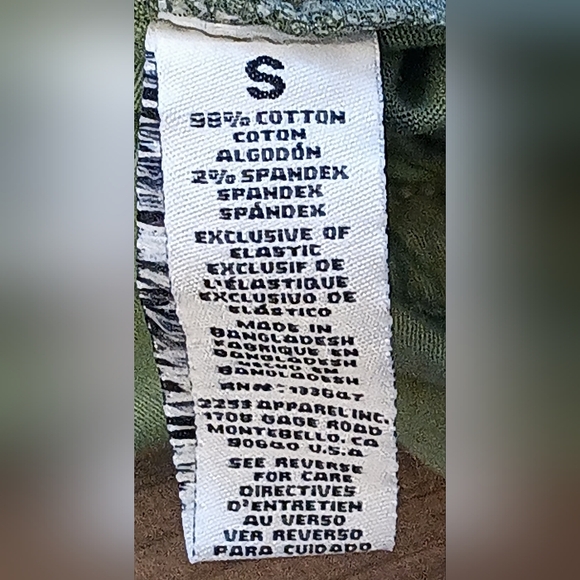 S
98% COTTON
COTON
ALGODÓN
2% SPANDEX
SPANDEX
SPÁNDEX
EXCLUSIVE OF
ELASTIC
EXCLUSIF DE
L'ÉLASTIQUE
EXCLUSIVO DE
ELÁSTICO
MADE IN
BANGLADESH
FABRIQUE EN
BANGLADESH
HECHO EN
BANGLADESH
2253 APPAREL INC.
1708 GAGE ROAD
MONTEBELLO, CA
90640 U.S.A
SEE REVERSE
FOR CARE
DIRECTIVES
D'ENTRETIEN
AU VERSO
VER REVERSO
PARA CUIDADO